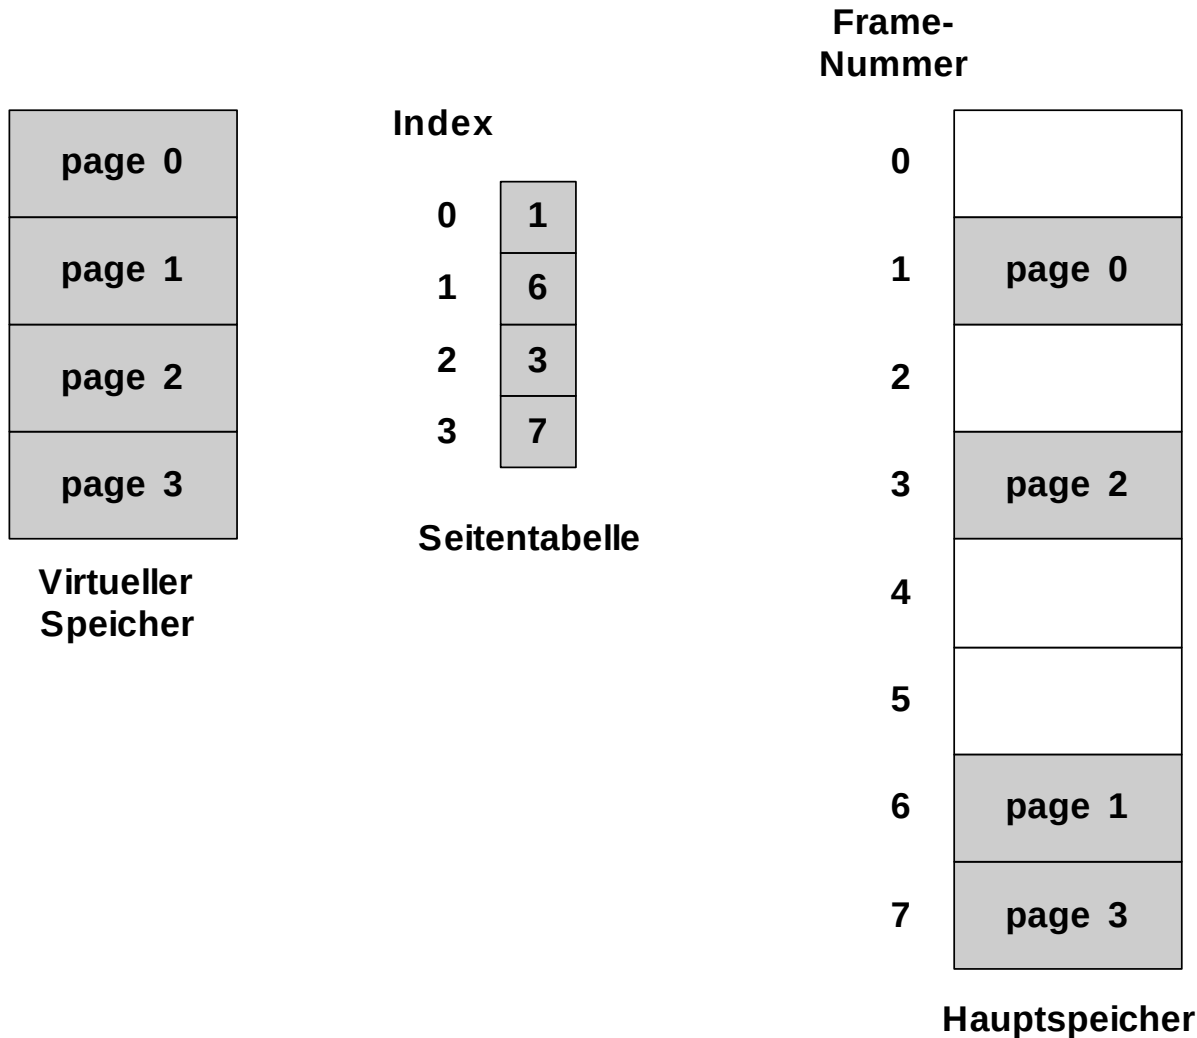 page 0
page 1
page 2
page 3
Virtueller
Speicher
Index
0 1
1 6
2 3
3 7
Seitentabelle
Frame-
Nummer
0
1 page 0
2
3 page 2
4
5
6 page 1
7 page 3
Hauptspeicher